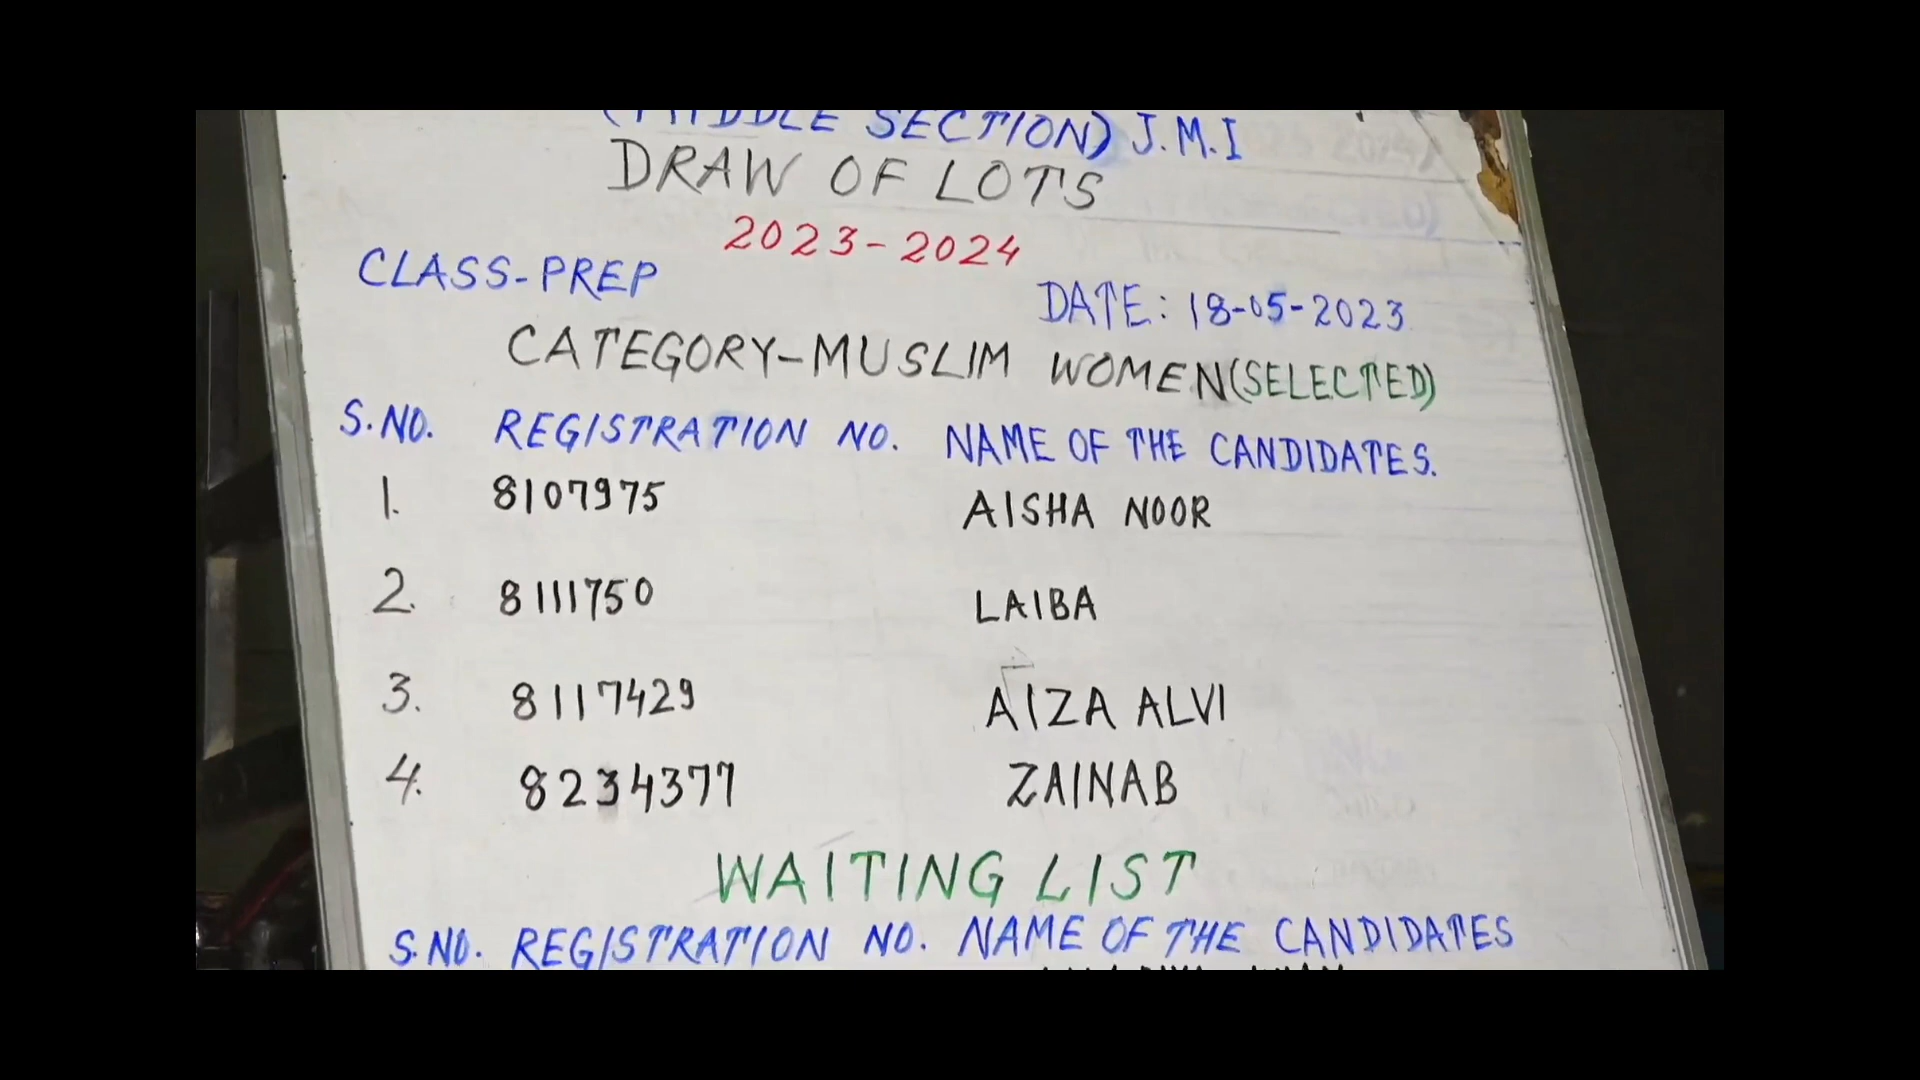 (MIDDLE SECTION) J.M.I
DRAW OF LOTS
2023-2024
CLASS-PREP
DATE: 18-05-2023
CATEGORY-MUSLIM WOMEN(SELECTED)
S.NO. REGISTRATION NO. NAME OF THE CANDIDATES.
1. 8107975 AISHA NOOR
2. 8111750 LAIBA
3. 8117429 AIZA ALVI
4. 8234377 ZAINAB
WAITING LIST
S.NO. REGISTRATION NO. NAME OF THE CANDIDATES